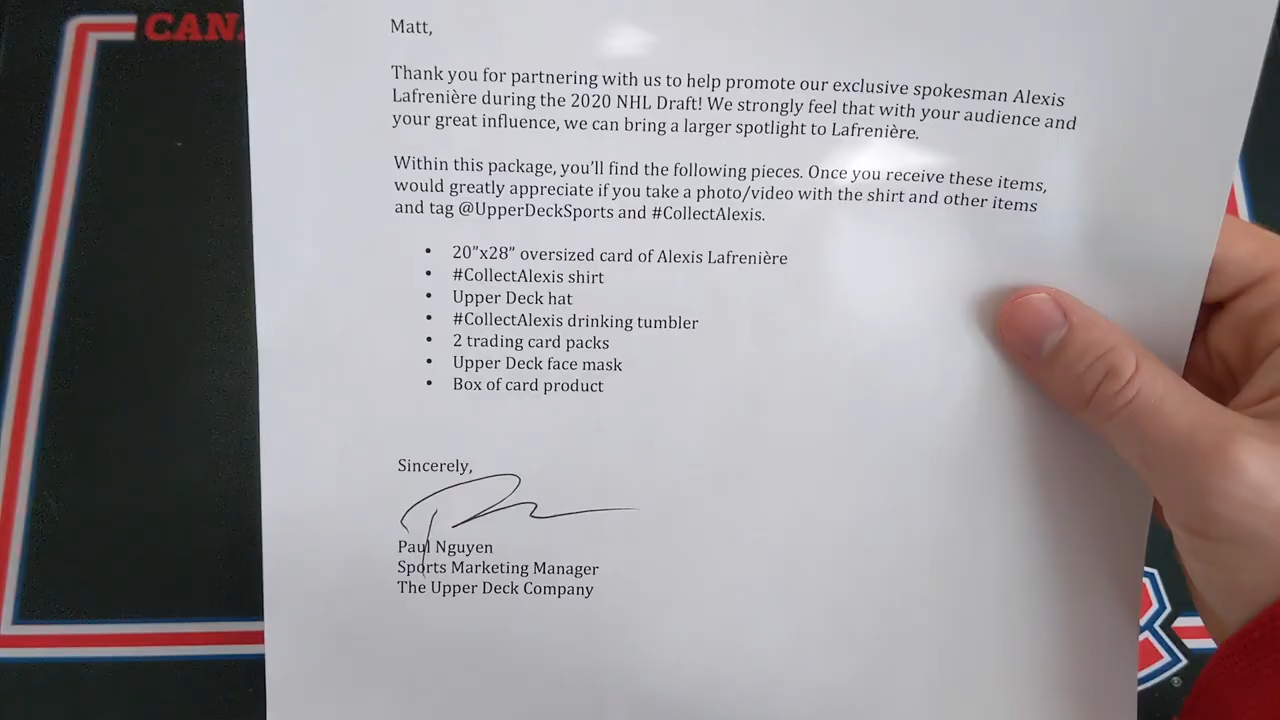 CAN
Matt,
Thank you for partnering with us to help promote our exclusive spokesman Alexis
Lafrenière during the 2020 NHL Draft! We strongly feel that with your audience and
your great influence, we can bring a larger spotlight to Lafrenière.
Within this package, you'll find the following pieces. Once you receive these items,
would greatly appreciate if you take a photo/video with the shirt and other items
and tag @UpperDeckSports and #CollectAlexis.
• 20"x28" oversized card of Alexis Lafrenière
• #CollectAlexis shirt
• Upper Deck hat
• #CollectAlexis drinking tumbler
• 2 trading card packs
• Upper Deck face mask
• Box of card product
Sincerely,
Paul Nguyen
Sports Marketing Manager
The Upper Deck Company
®